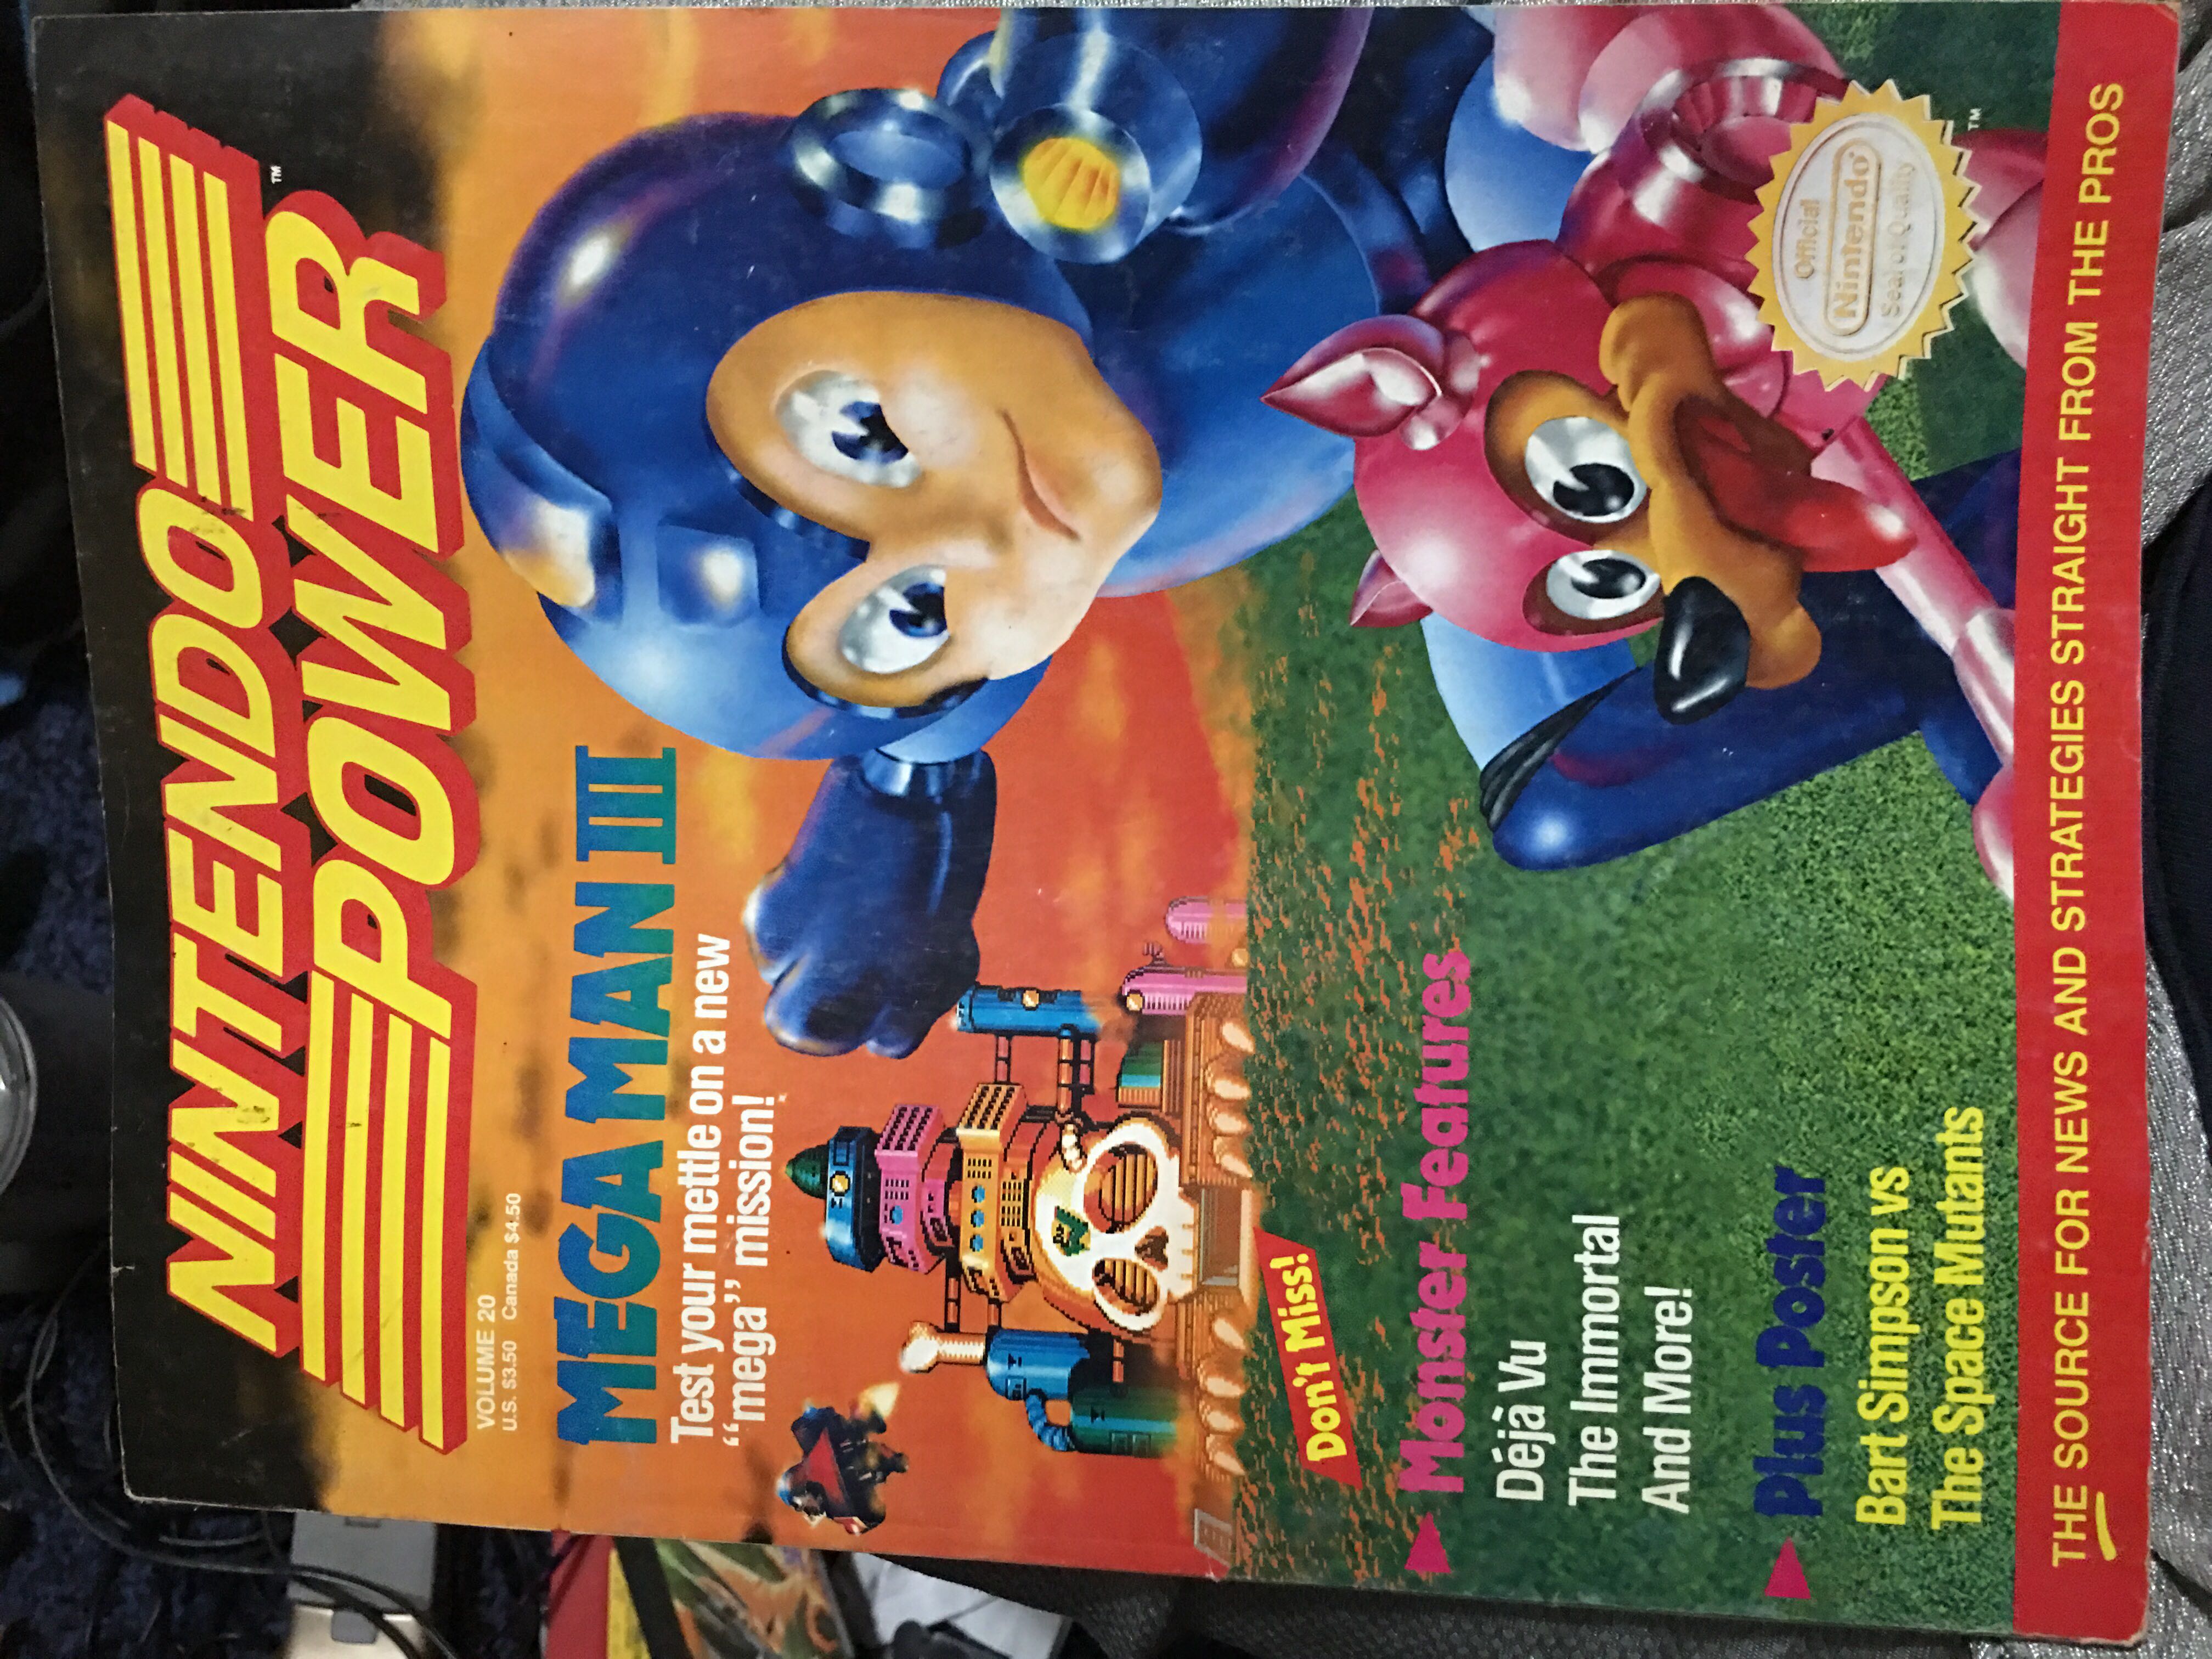 NINTENDO
POWER™
VOLUME 20
U.S. $3.50 Canada $4.50
MEGA MAN III
Test your mettle on a new
“mega” mission!
Don't Miss!
Monster Features
Déjà Vu
The Immortal
And More!
Plus Poster
Bart Simpson vs
The Space Mutants
Official
Nintendo®
Seal of Quality
™
THE SOURCE FOR NEWS AND STRATEGIES STRAIGHT FROM THE PROS